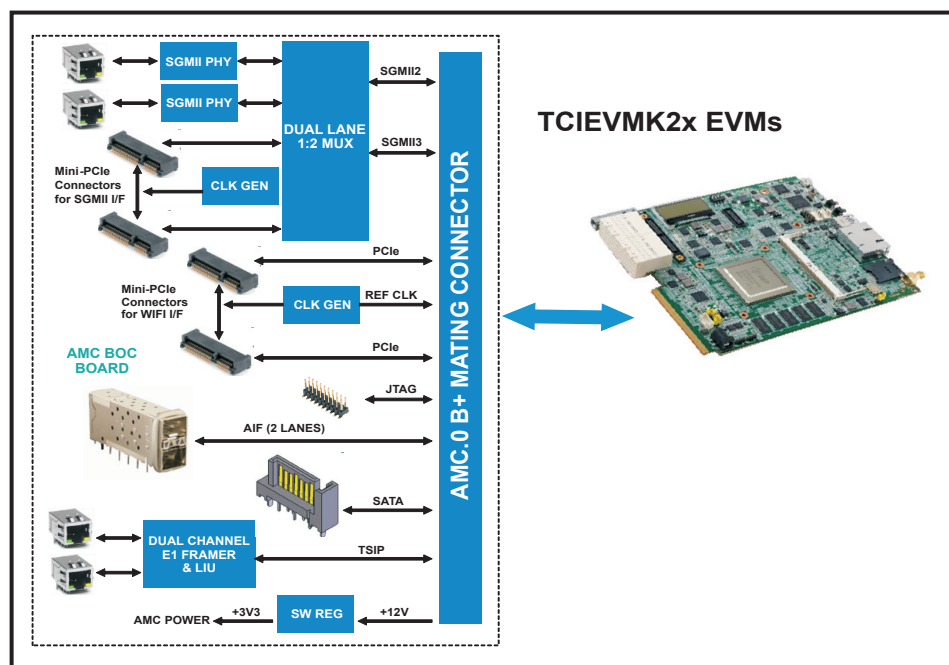 SGMII PHY
SGMII2
SGMII PHY
DUAL LANE
1:2 MUX
SGMII3
Mini-PCIe
Connectors
for SGMII I/F
CLK GEN
PCIe
Mini-PCIe
Connectors
for WIFI I/F
CLK GEN
REF CLK
PCIe
AMC BOC
BOARD
JTAG
AIF (2 LANES)
SATA
DUAL CHANNEL
E1 FRAMER
& LIU
TSIP
AMC POWER
+3V3
SW REG
+12V
AMC.0 B+ MATING CONNECTOR
TCIEVMK2x EVMs